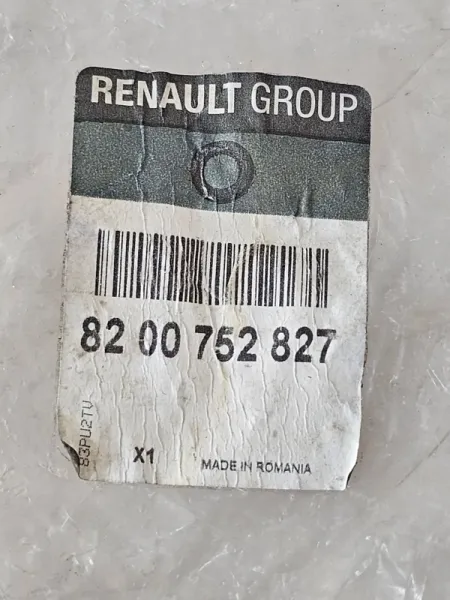 RENAULT GROUP
82 00 752 827
83PU2TU
X1 MADE IN ROMANIA